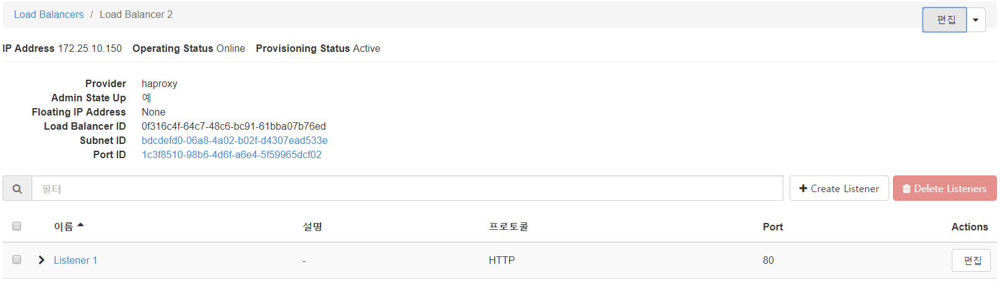 Load Balancers / Load Balancer 2 편집
IP Address 172.25.10.150 Operating Status Online Provisioning Status Active
Provider haproxy
Admin State Up 예
Floating IP Address None
Load Balancer ID 0f316c4f-64c7-48c6-bc91-61bba07b76ed
Subnet ID bdcdefd0-06a8-4a02-b02f-d4307ead533e
Port ID 1c3f8510-98b6-4d6f-a6e4-5f59965dcf02
필터 Create Listener Delete Listeners
이름 설명 프로토콜 Port Actions
Listener 1 - HTTP 80 편집